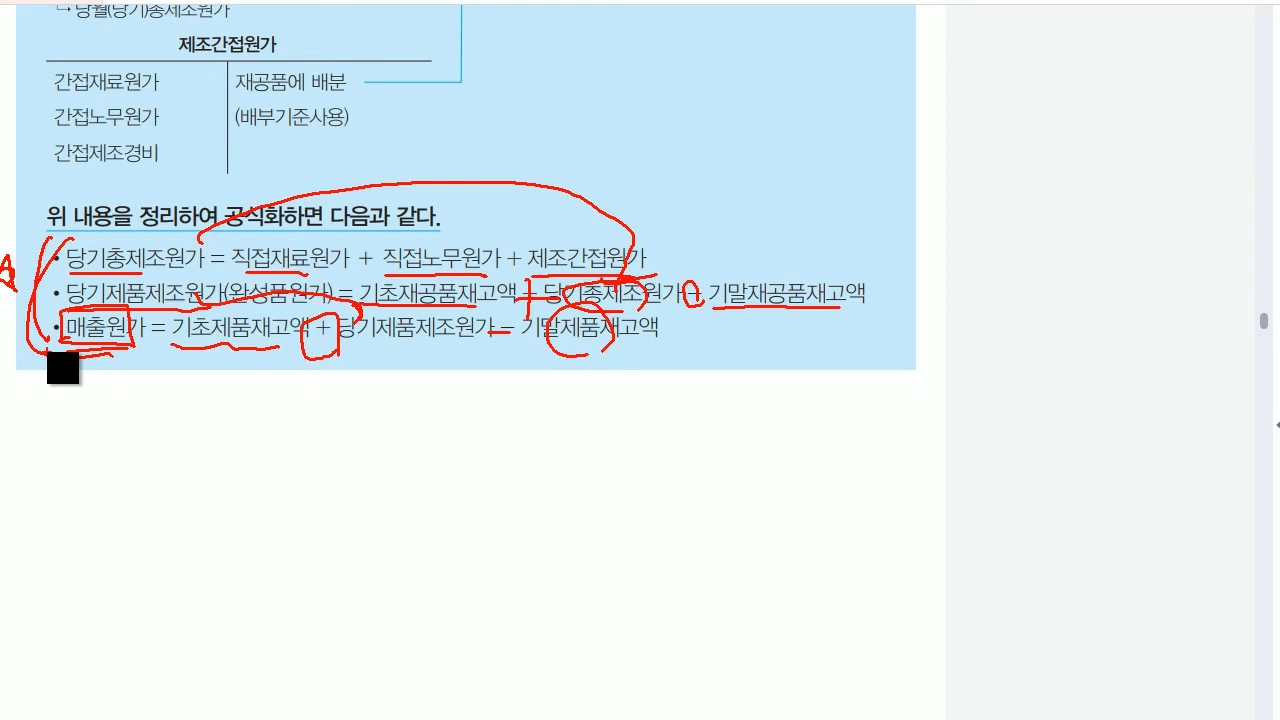 ↳ 당월(당기)총제조원가
제조간접원가
간접재료원가 재공품에 배분
간접노무원가 (배부기준사용)
간접제조경비
위 내용을 정리하여 공식화하면 다음과 같다.
• 당기총제조원가 = 직접재료원가 + 직접노무원가 + 제조간접원가
• 당기제품제조원가(완성품원가) = 기초재공품재고액 + 당기총제조원가 - 기말재공품재고액
• 매출원가 = 기초제품재고액 + 당기제품제조원가 - 기말제품재고액